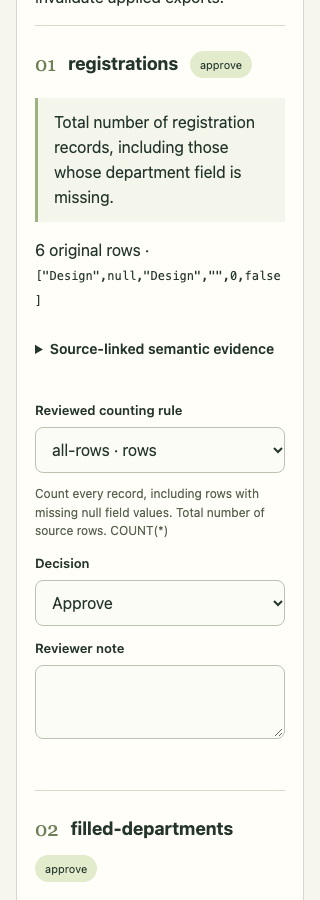 invalidate applied exports.
01 registrations approve
Total number of registration
records, including those
whose department field is
missing.
6 original rows ·
["Design",null,"Design","",0,false
]
Source-linked semantic evidence
Reviewed counting rule
all-rows · rows
Count every record, including rows with
missing null field values. Total number of
source rows. COUNT(*)
Decision
Approve
Reviewer note
02 filled-departments
approve